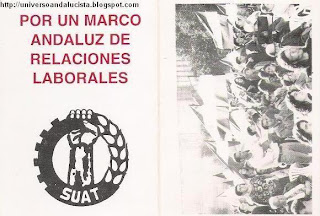 http://universoandalucista.blogspot.com
POR UN MARCO
ANDALUZ DE
RELACIONES
LABORALES
SUAT